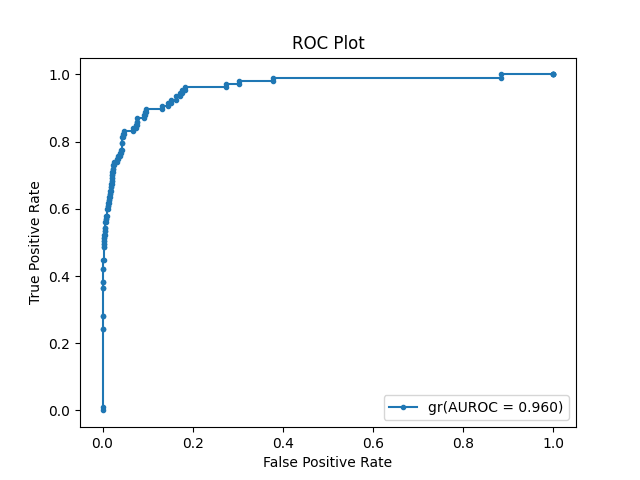 ROC Plot
1.0
0.8
0.6
0.4
0.2
0.0
True Positive Rate
gr(AUROC = 0.960)
0.0 0.2 0.4 0.6 0.8 1.0
False Positive Rate